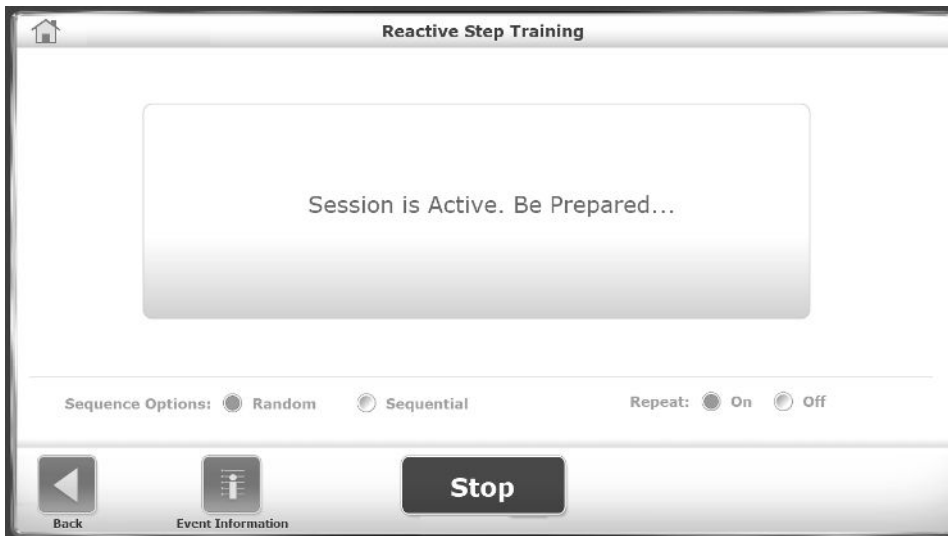 Reactive Step Training
Session is Active. Be Prepared...
Sequence Options: Random Sequential Repeat: On Off
Stop
Back Event Information